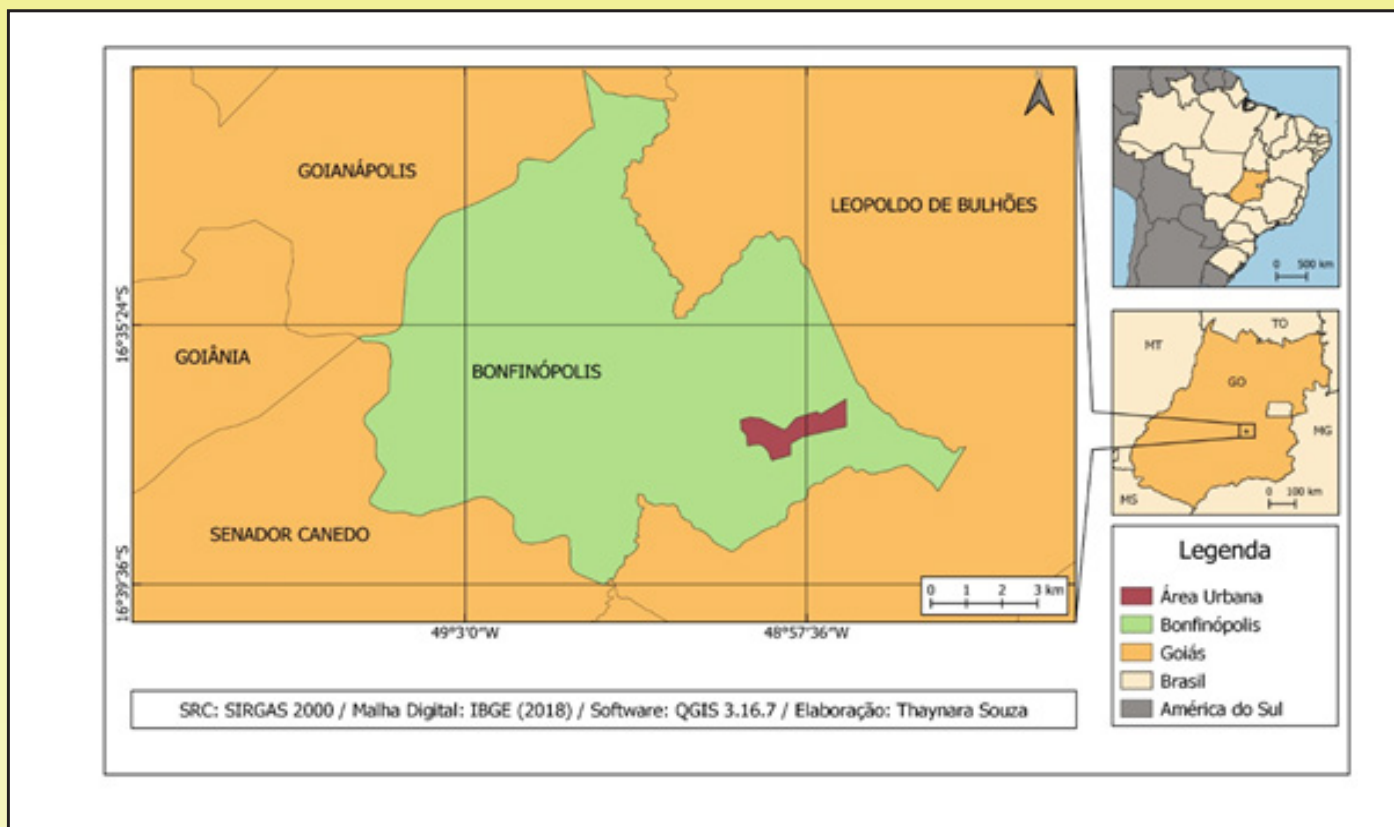 GOIANÁPOLIS
LEOPOLDO DE BULHÕES
GOIÂNIA
BONFINÓPOLIS
SENADOR CANEDO
16°35'24"S
16°39'36"S
49°3'0"W
48°57'36"W
0 1 2 3 km
0 500 km
MT
TO
GO
MG
MS
0 100 km
Legenda
Área Urbana
Bonfinópolis
Goiás
Brasil
América do Sul
SRC: SIRGAS 2000 / Malha Digital: IBGE (2018) / Software: QGIS 3.16.7 / Elaboração: Thaynara Souza